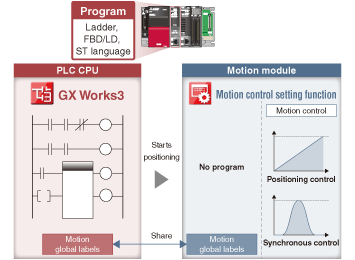 Program
Ladder,
FBD/LD,
ST language
PLC CPU
GX Works3
Starts
positioning
Share
Motion
global labels
Motion module
Motion control setting function
Motion control
No program
Positioning control
Synchronous control
Motion
global labels